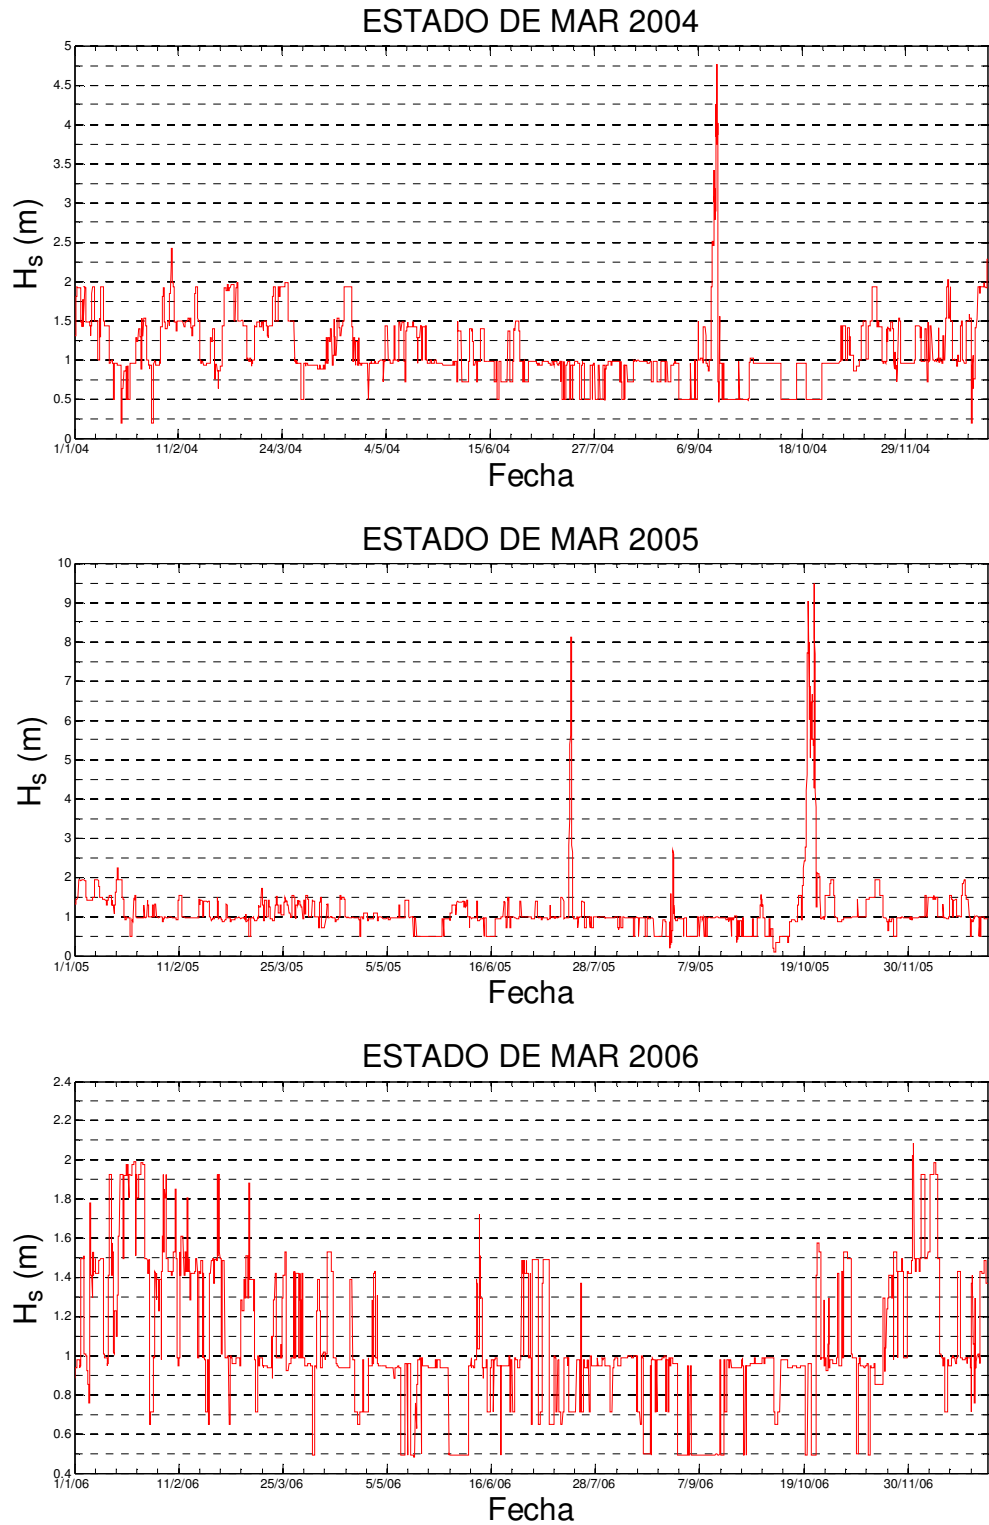 ESTADO DE MAR 2004
5
4.5
4
3.5
3
2.5
2
1.5
1
0.5
0
Hs (m)
1/1/04 11/2/04 24/3/04 4/5/04 15/6/04 27/7/04 6/9/04 18/10/04 29/11/04
Fecha
ESTADO DE MAR 2005
10
9
8
7
6
5
4
3
2
1
0
Hs (m)
1/1/05 11/2/05 25/3/05 5/5/05 16/6/05 28/7/05 7/9/05 19/10/05 30/11/05
Fecha
ESTADO DE MAR 2006
2.4
2.2
2
1.8
1.6
1.4
1.2
1
0.8
0.6
0.4
Hs (m)
1/1/06 11/2/06 25/3/06 5/5/06 16/6/06 28/7/06 7/9/06 19/10/06 30/11/06
Fecha